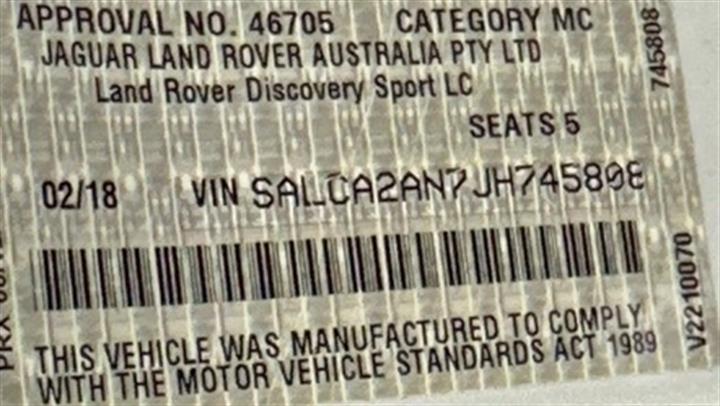 APPROVAL NO. 46705 CATEGORY MC
JAGUAR LAND ROVER AUSTRALIA PTY LTD
Land Rover Discovery Sport LC
SEATS 5
02/18 VIN SALCA2AN7JH745808
THIS VEHICLE WAS MANUFACTURED TO COMPLY
WITH THE MOTOR VEHICLE STANDARDS ACT 1989
745808
V2210070